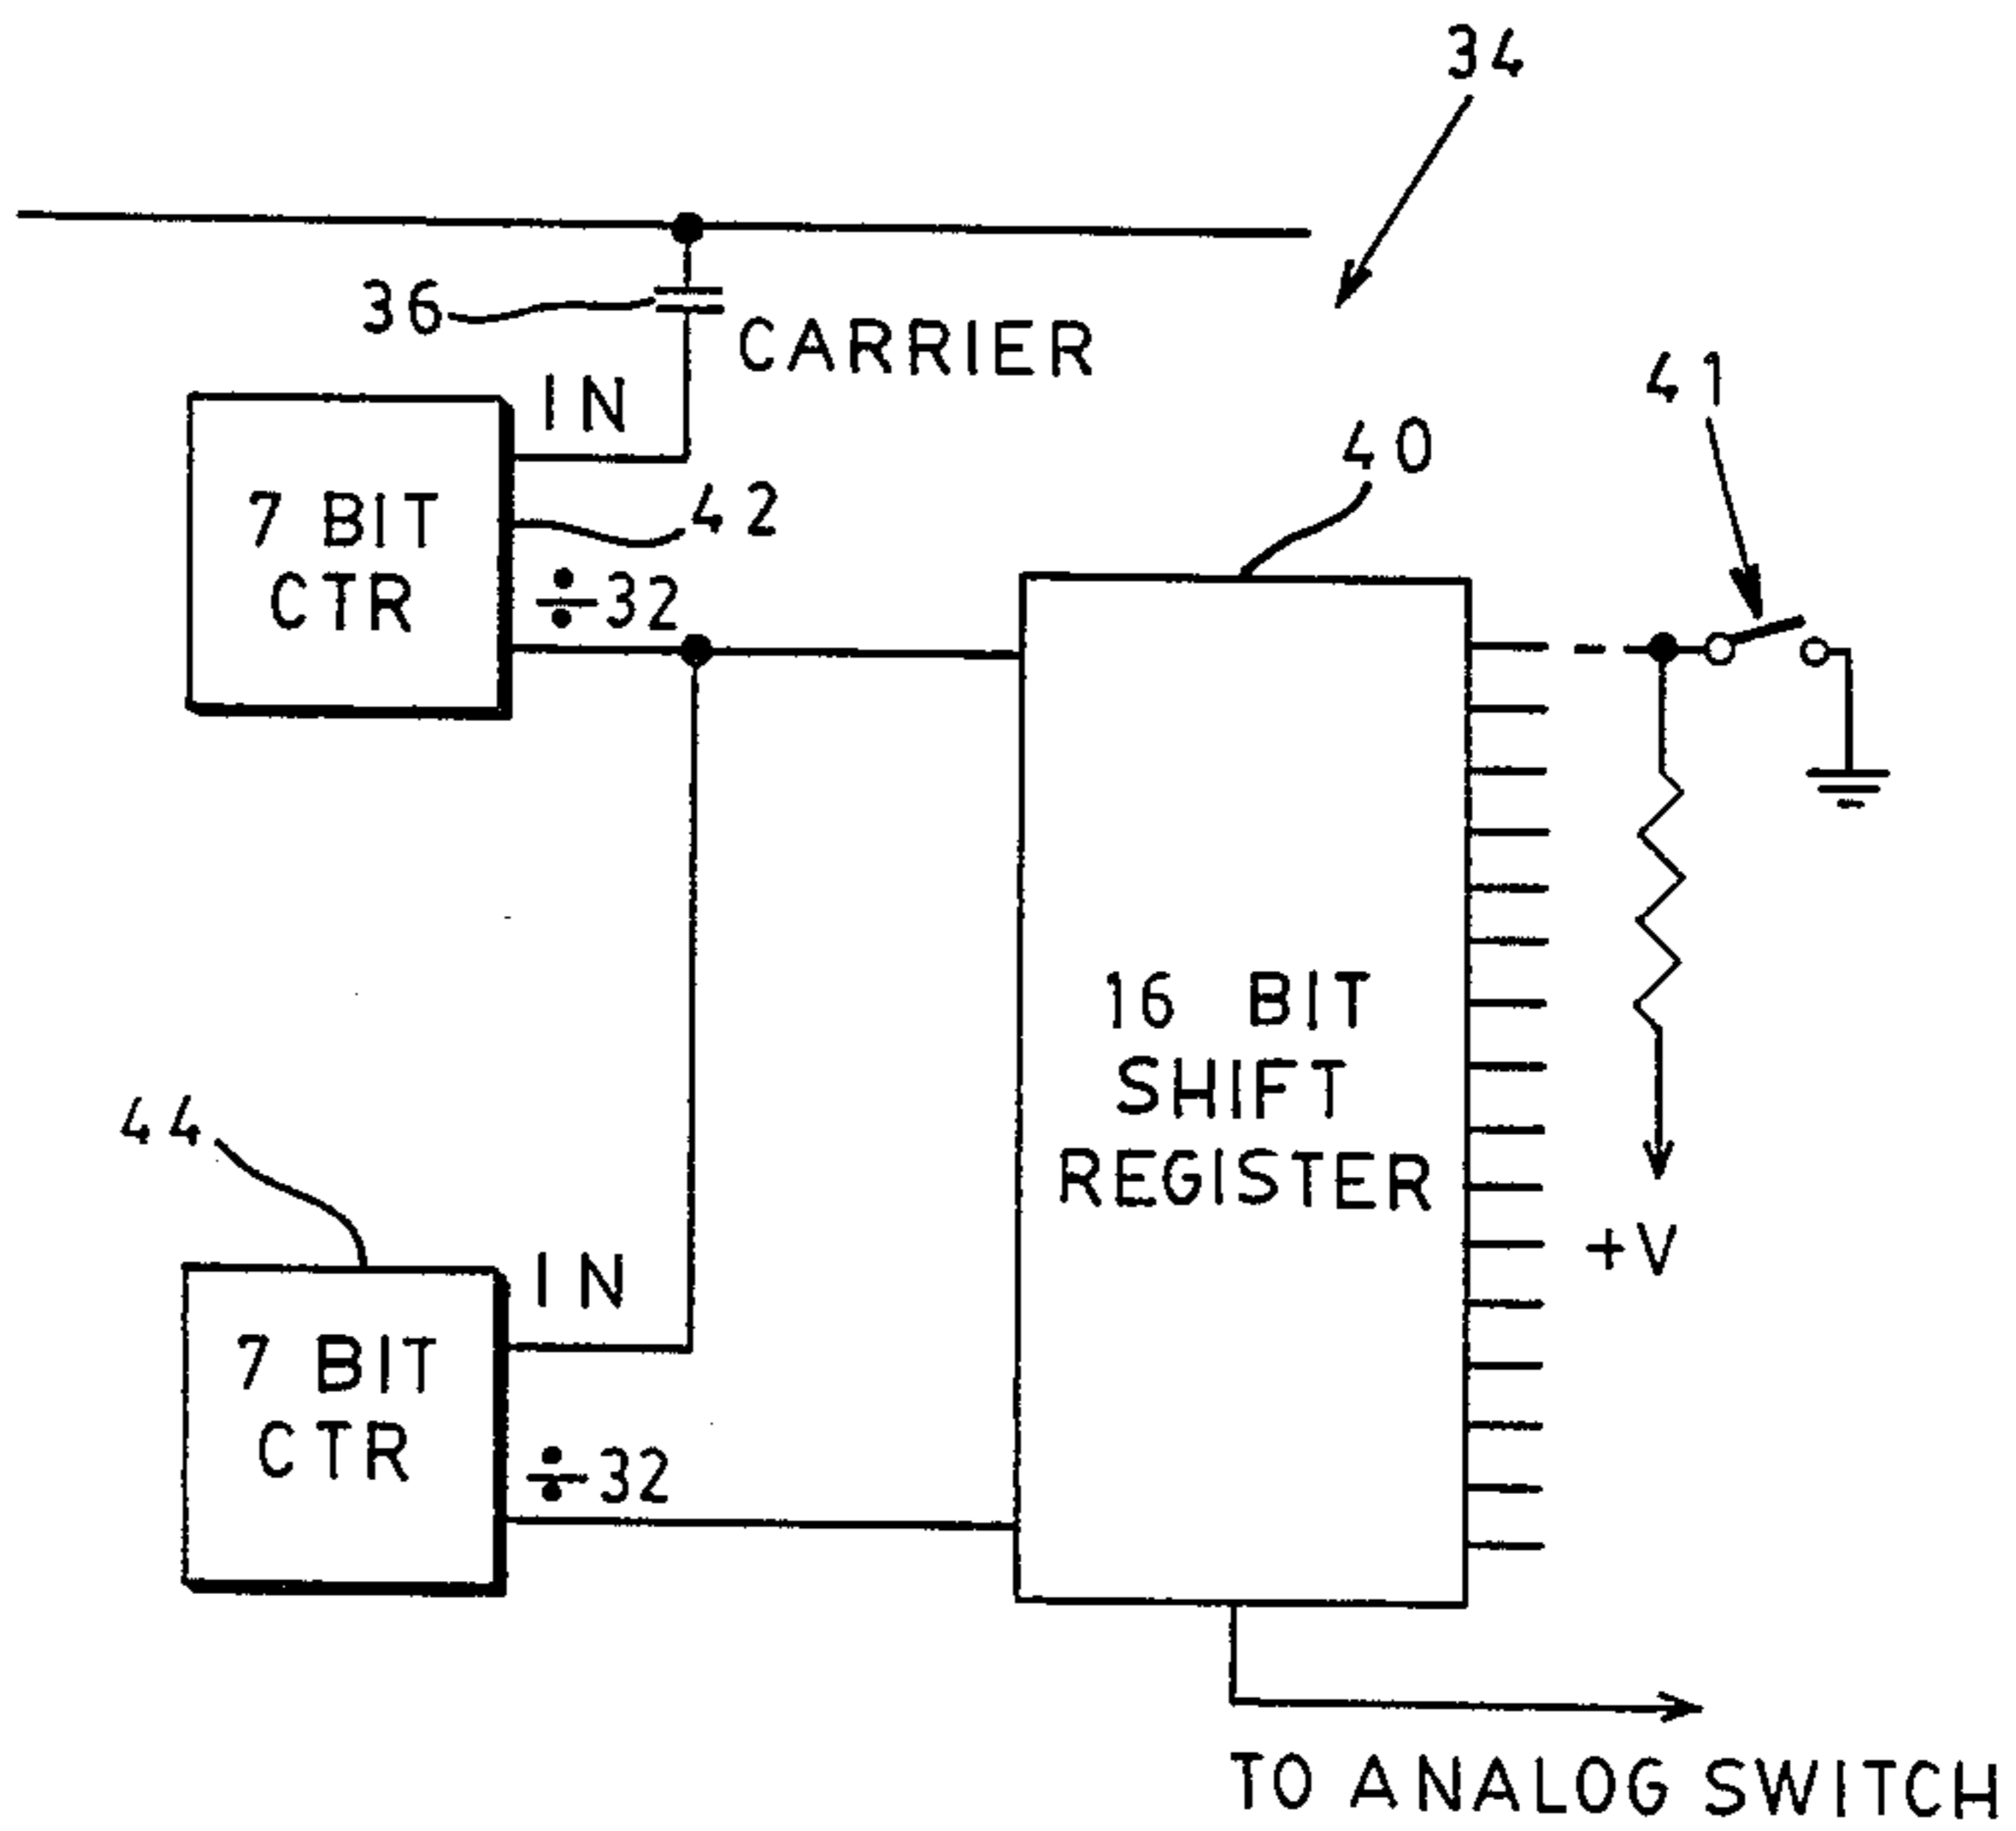 34
36
CARRIER
IN
41
40
7 BIT
CTR
42
÷32
16 BIT
SHIFT
REGISTER
44
+V
IN
7 BIT
CTR
÷32
TO ANALOG SWITCH